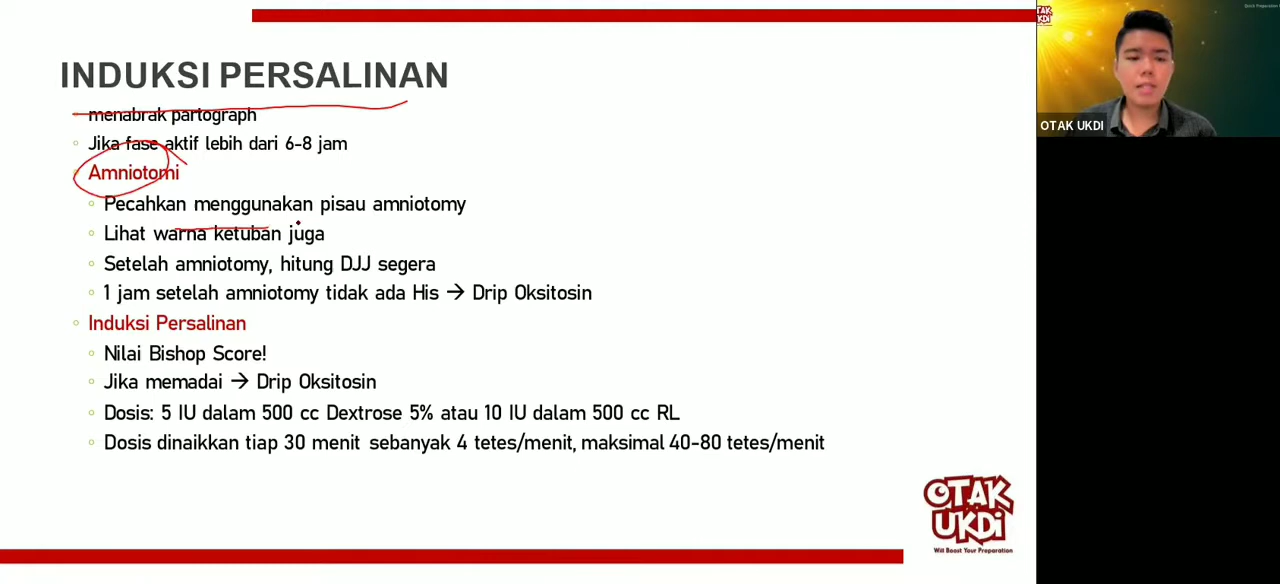 INDUKSI PERSALINAN
menabrak partograph
Jika fase aktif lebih dari 6-8 jam
Amniotomi
Pecahkan menggunakan pisau amniotomy
Lihat warna ketuban juga
Setelah amniotomy, hitung DJJ segera
1 jam setelah amniotomy tidak ada His → Drip Oksitosin
Induksi Persalinan
Nilai Bishop Score!
Jika memadai → Drip Oksitosin
Dosis: 5 IU dalam 500 cc Dextrose 5% atau 10 IU dalam 500 cc RL
Dosis dinaikkan tiap 30 menit sebanyak 4 tetes/menit, maksimal 40-80 tetes/menit
OTAK
UKDI
Will Boost Your Preparation
OTAK
UKDI
OTAK UKDI